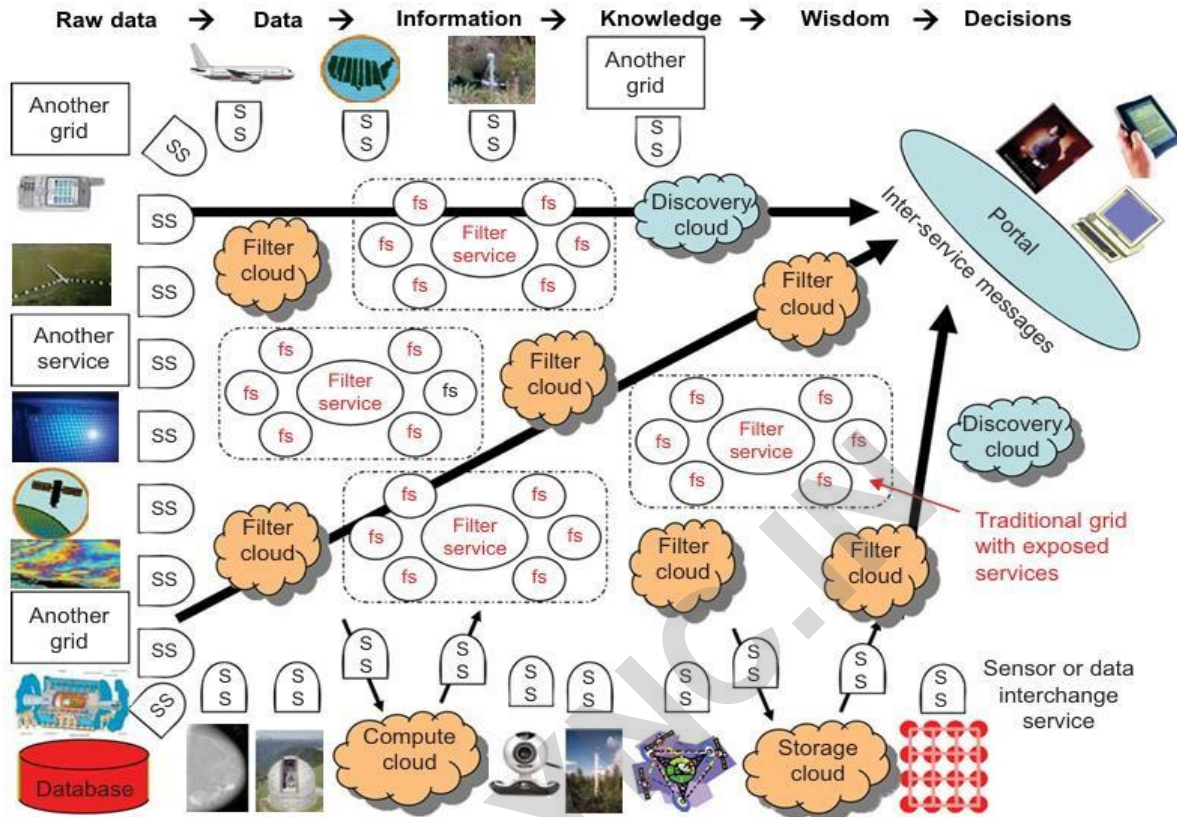 Raw data → Data → Information → Knowledge → Wisdom → Decisions
Another
grid
SS
SS
SS
SS
SS
Another
grid
SS
SS
Filter
cloud
fs
fs
fs
Filter
service
fs
fs
fs
Discovery
cloud
Portal
Inter-service messages
SS
SS
Another
service
SS
SS
fs
fs
fs
Filter
service
fs
fs
fs
Filter
cloud
Filter
cloud
fs
fs
fs
Filter
service
fs
fs
fs
Discovery
cloud
Traditional grid
with exposed
services
SS
SS
Another
grid
SS
SS
Filter
cloud
fs
fs
fs
Filter
service
fs
fs
fs
Filter
cloud
Filter
cloud
SS
SS
SS
SS
SS
SS
SS
SS
SS
SS
Sensor or data
interchange
service
Database
Compute
cloud
Storage
cloud
YNC.IN